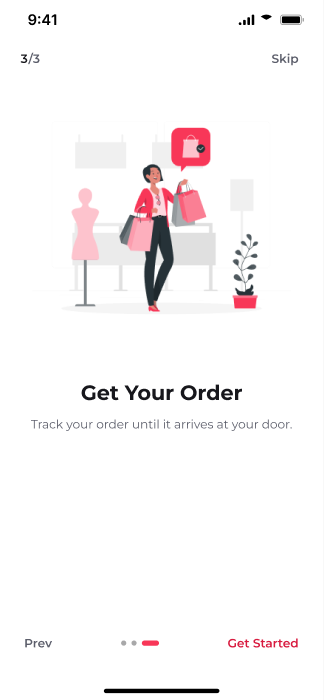 9:41
3/3
Skip
Get Your Order
Track your order until it arrives at your door.
Prev
Get Started